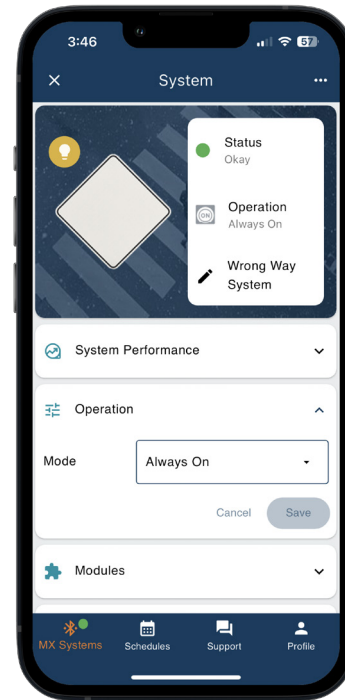 3:46
57
System
Status
Okay
ON
Operation
Always On
Wrong Way
System
System Performance
Operation
Mode
Always On
Cancel
Save
Modules
MX Systems
Schedules
Support
Profile